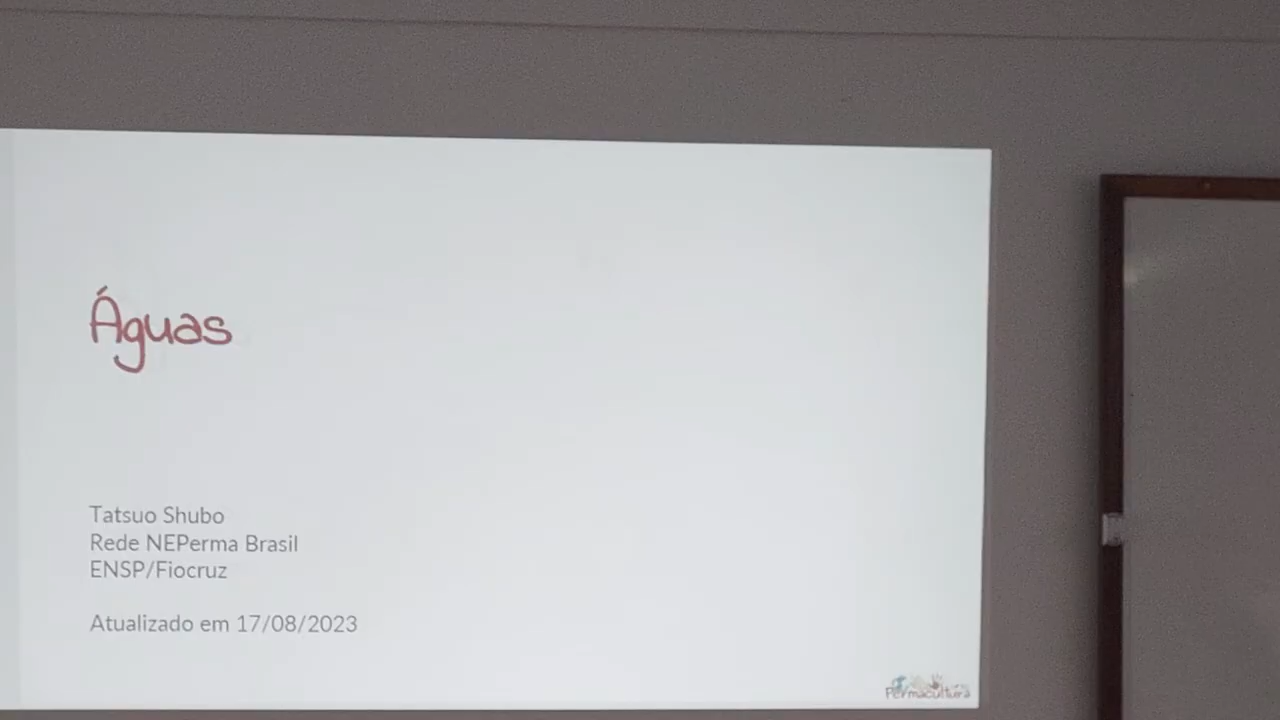 Águas
Tatsuo Shubo
Rede NEPerma Brasil
ENSP/Fiocruz
Atualizado em 17/08/2023
Permacultura